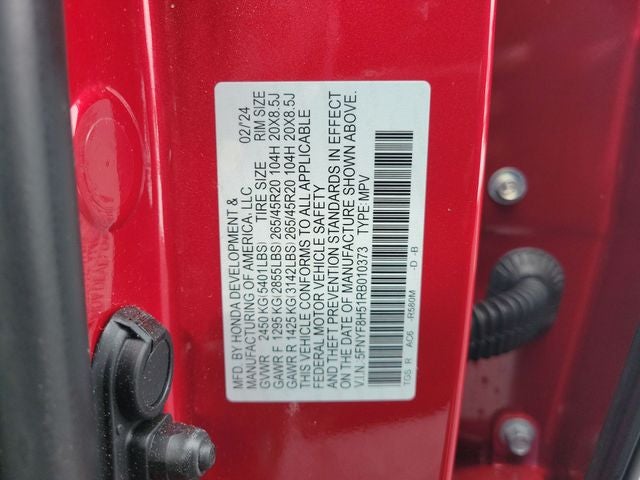 MFD. BY HONDA DEVELOPMENT &
MANUFACTURING OF AMERICA, LLC 02/'24
GVWR 2450 KG(5401LBS) TIRE SIZE RIM SIZE
GAWR F 1295 KG(2855LBS) 265/45R20 104H 20X8.5J
GAWR R 1425 KG(3142LBS) 265/45R20 104H 20X8.5J
THIS VEHICLE CONFORMS TO ALL APPLICABLE
FEDERAL MOTOR VEHICLE SAFETY
AND THEFT PREVENTION STANDARDS IN EFFECT
ON THE DATE OF MANUFACTURE SHOWN ABOVE.
V.I.N.:5FNYF8H51RB010373 TYPE:MPV
TGS :R AC6 -R580M -D -B